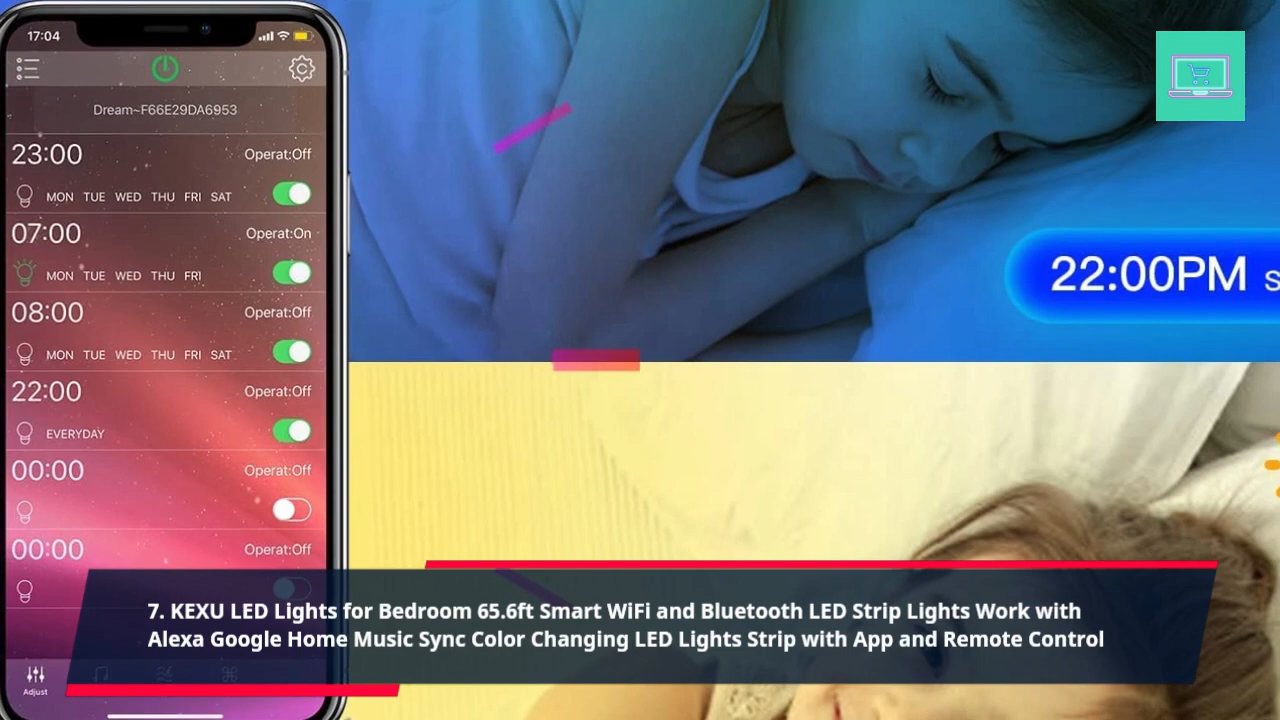 17:04
Dream~F66E29DA6953
23:00 Operat:Off
MON TUE WED THU FRI SAT
07:00 Operat:On
MON TUE WED THU FRI
08:00 Operat:Off
MON TUE WED THU FRI SAT
22:00 Operat:Off
EVERYDAY
00:00 Operat:Off
00:00 Operat:Off
Adjust
22:00PM S
7. KEXU LED Lights for Bedroom 65.6ft Smart WiFi and Bluetooth LED Strip Lights Work with
Alexa Google Home Music Sync Color Changing LED Lights Strip with App and Remote Control